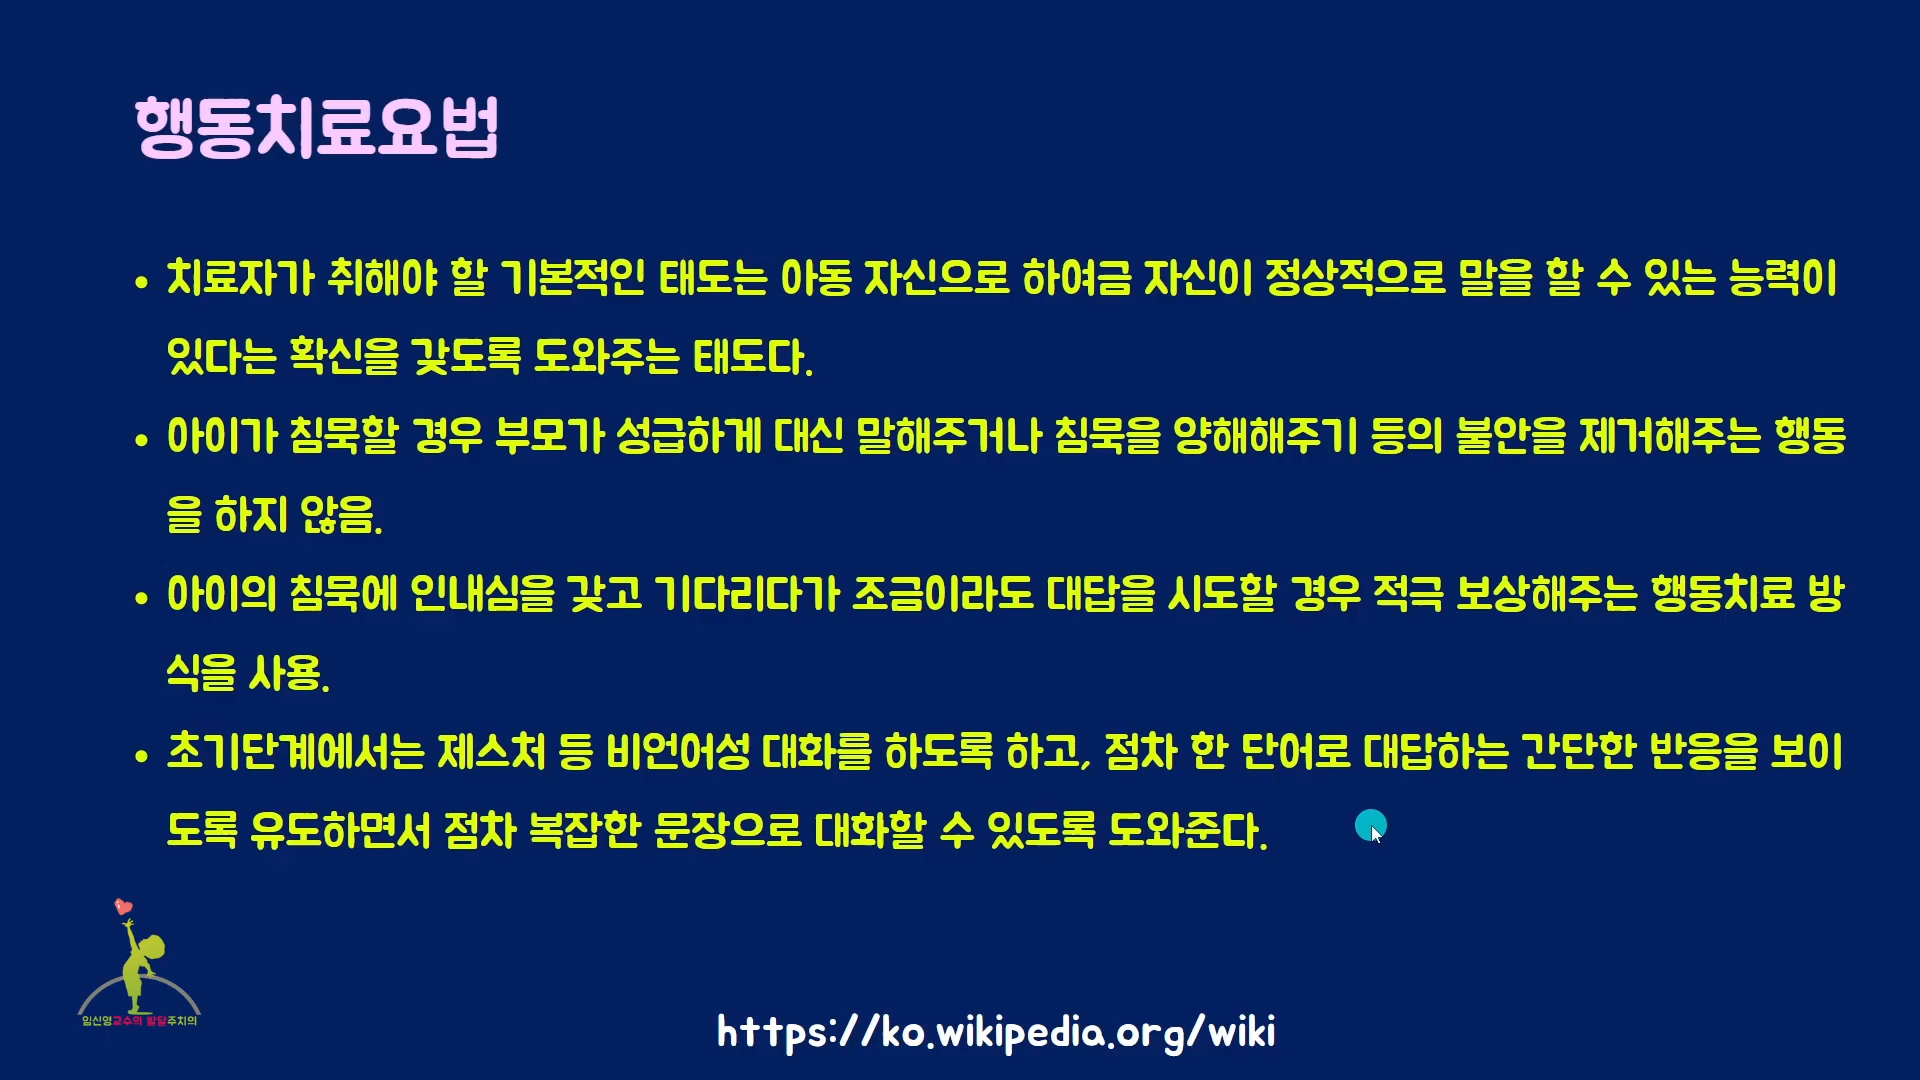 행동치료요법
• 치료자가 취해야 할 기본적인 태도는 아동 자신으로 하여금 자신이 정상적으로 말을 할 수 있는 능력이
있다는 확신을 갖도록 도와주는 태도다.
• 아이가 침묵할 경우 부모가 성급하게 대신 말해주거나 침묵을 양해해주기 등의 불안을 제거해주는 행동
을 하지 않음.
• 아이의 침묵에 인내심을 갖고 기다리다가 조금이라도 대답을 시도할 경우 적극 보상해주는 행동치료 방
식을 사용.
• 초기단계에서는 제스처 등 비언어성 대화를 하도록 하고, 점차 한 단어로 대답하는 간단한 반응을 보이
도록 유도하면서 점차 복잡한 문장으로 대화할 수 있도록 도와준다.
임신영교수의 발달주치의
https://ko.wikipedia.org/wiki